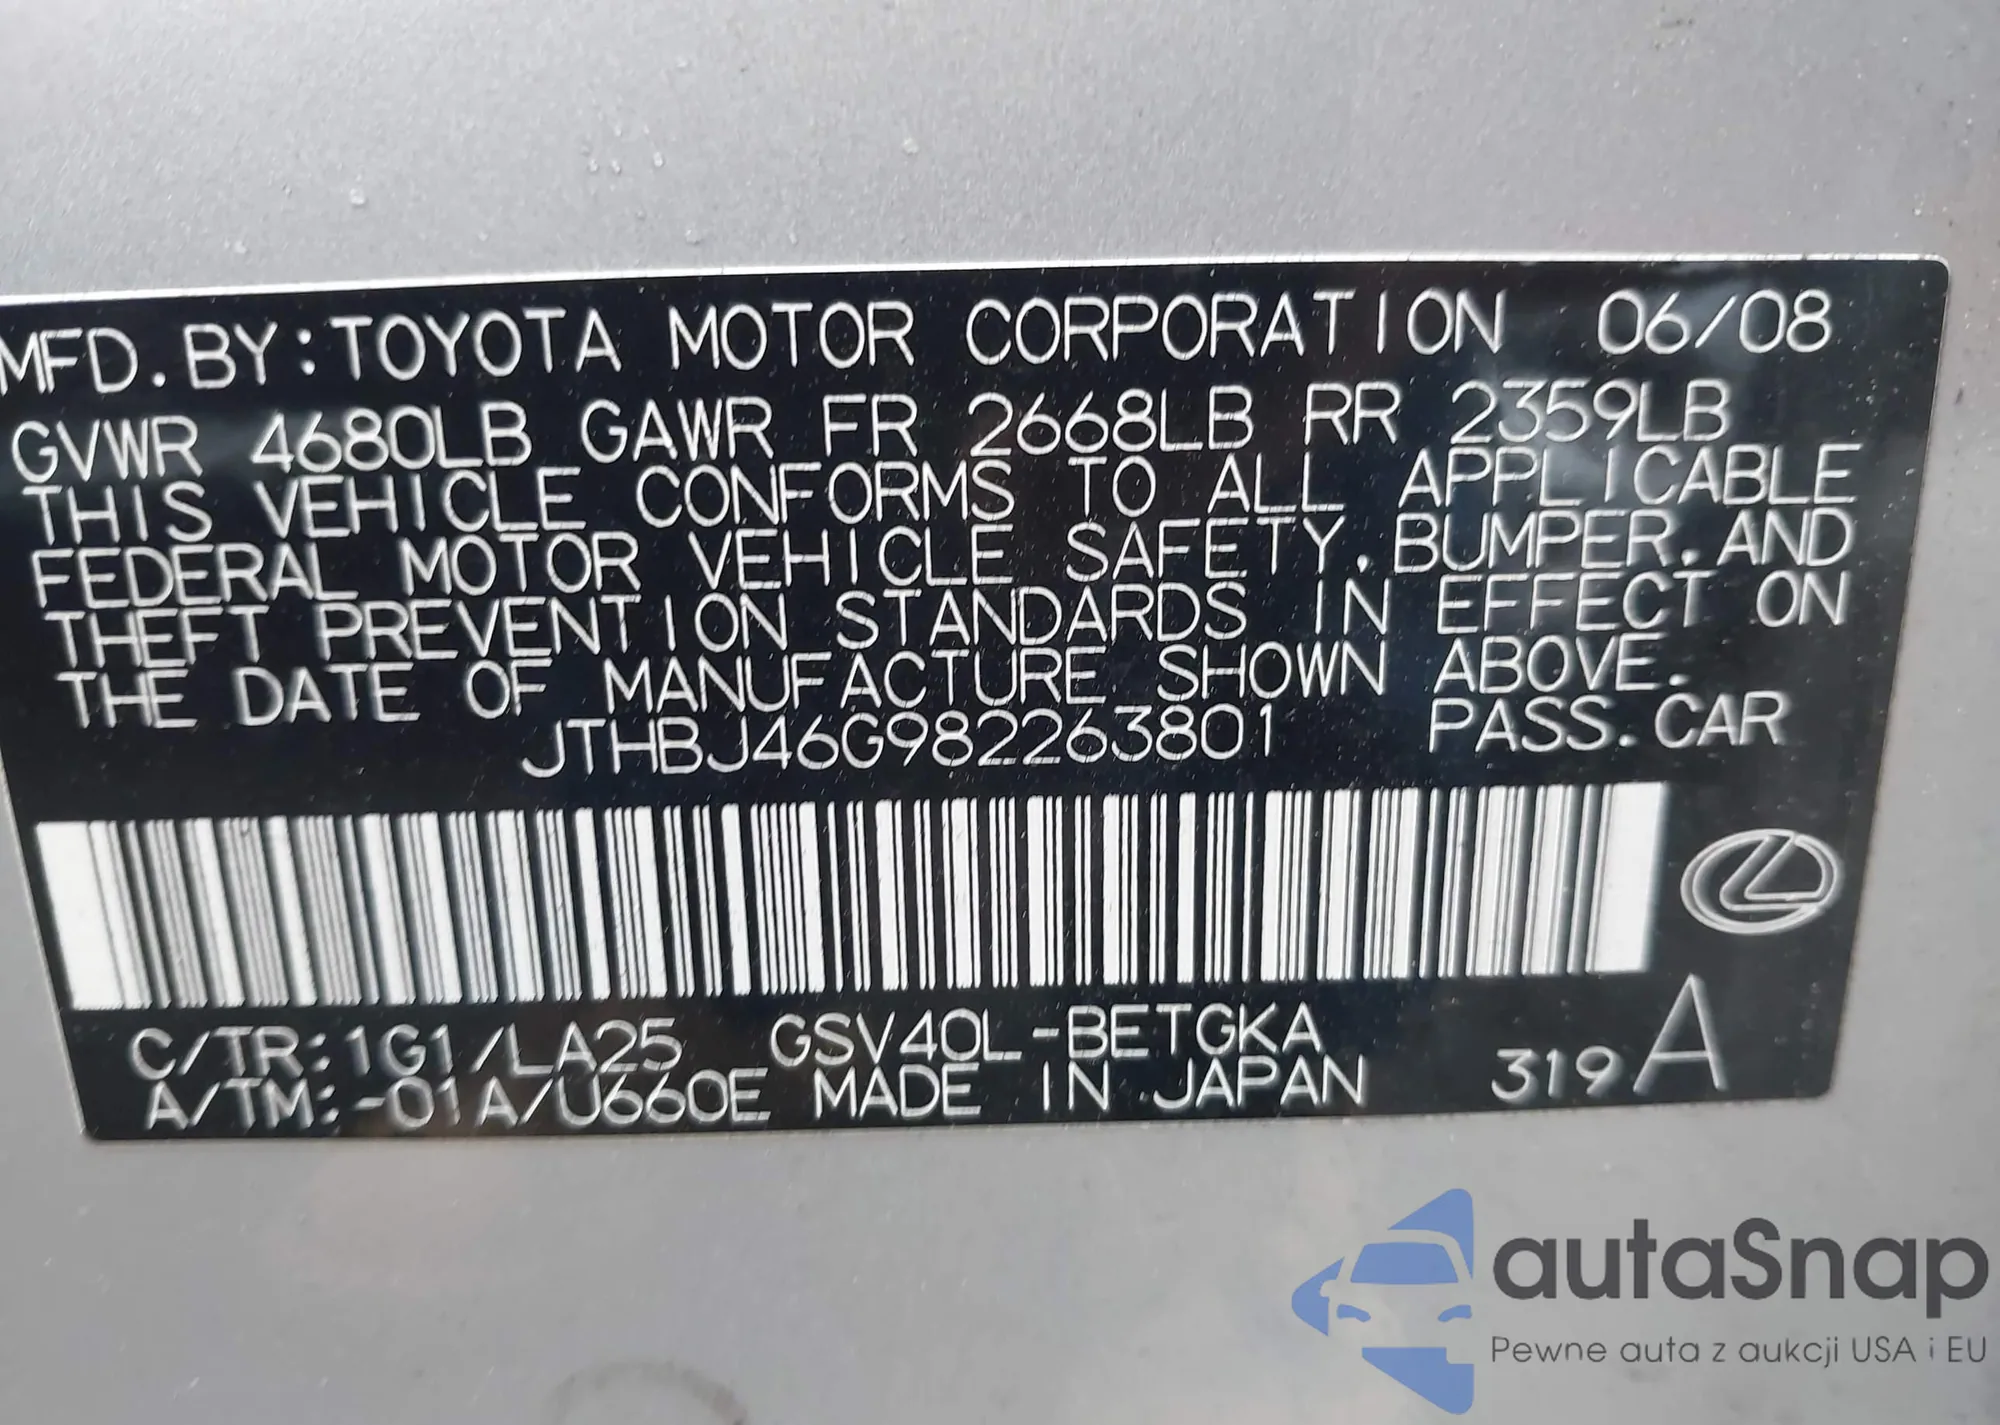 MFD. BY: TOYOTA MOTOR CORPORATION 06/08
GVWR 4680LB GAWR FR 2668LB RR 2359LB
THIS VEHICLE CONFORMS TO ALL APPLICABLE
FEDERAL MOTOR VEHICLE SAFETY, BUMPER, AND
THEFT PREVENTION STANDARDS IN EFFECT ON
THE DATE OF MANUFACTURE SHOWN ABOVE.
JTHBJ46G982263801 PASS. CAR
C/TR: 1G1/LA25 GSV40L-BETGKA
A/TM: -01A/U660E MADE IN JAPAN 319 A
autaSnap
Pewne auta z aukcji USA i EU